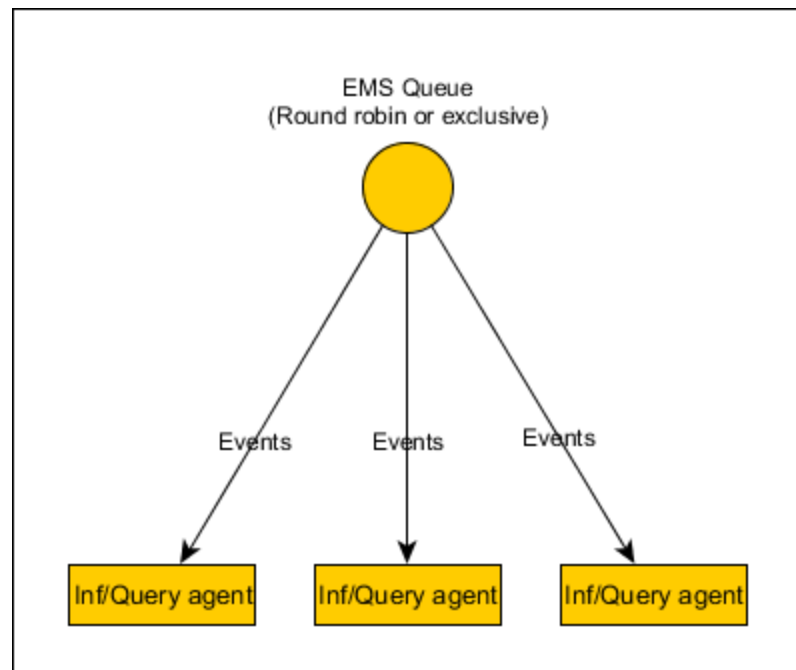 EMS Queue
(Round robin or exclusive)
Events
Events
Events
Inf/Query agent
Inf/Query agent
Inf/Query agent